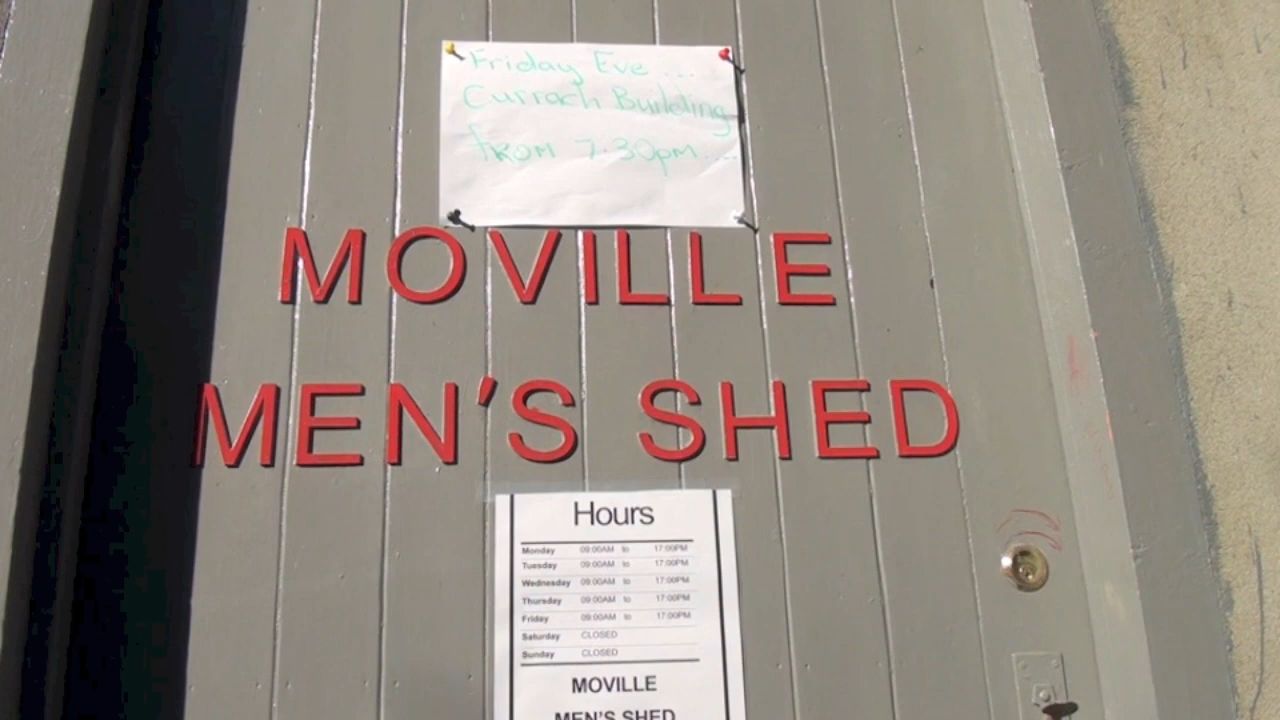 Friday Eve ...
Currach Building
from 7.30pm ....
MOVILLE
MEN'S SHED
Hours
Monday 09:00AM to 17:00PM
Tuesday 09:00AM to 17:00PM
Wednesday 09:00AM to 17:00PM
Thursday 09:00AM to 17:00PM
Friday 09:00AM to 17:00PM
Saturday CLOSED
Sunday CLOSED
MOVILLE
MEN'S SHED